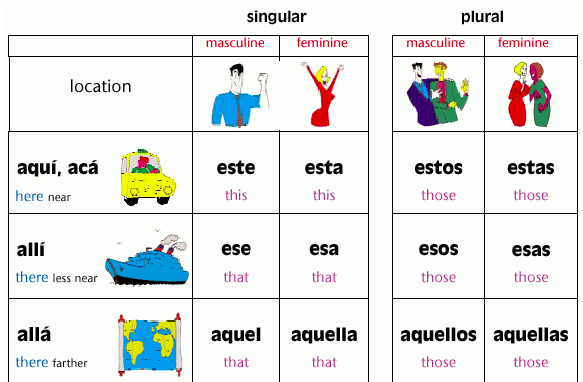 singular plural
masculine feminine masculine feminine
location
aquí, acá este esta estos estas
here near this this those those
allí ese esa esos esas
there less near that that those those
allá aquel aquella aquellos aquellas
there farther that that those those